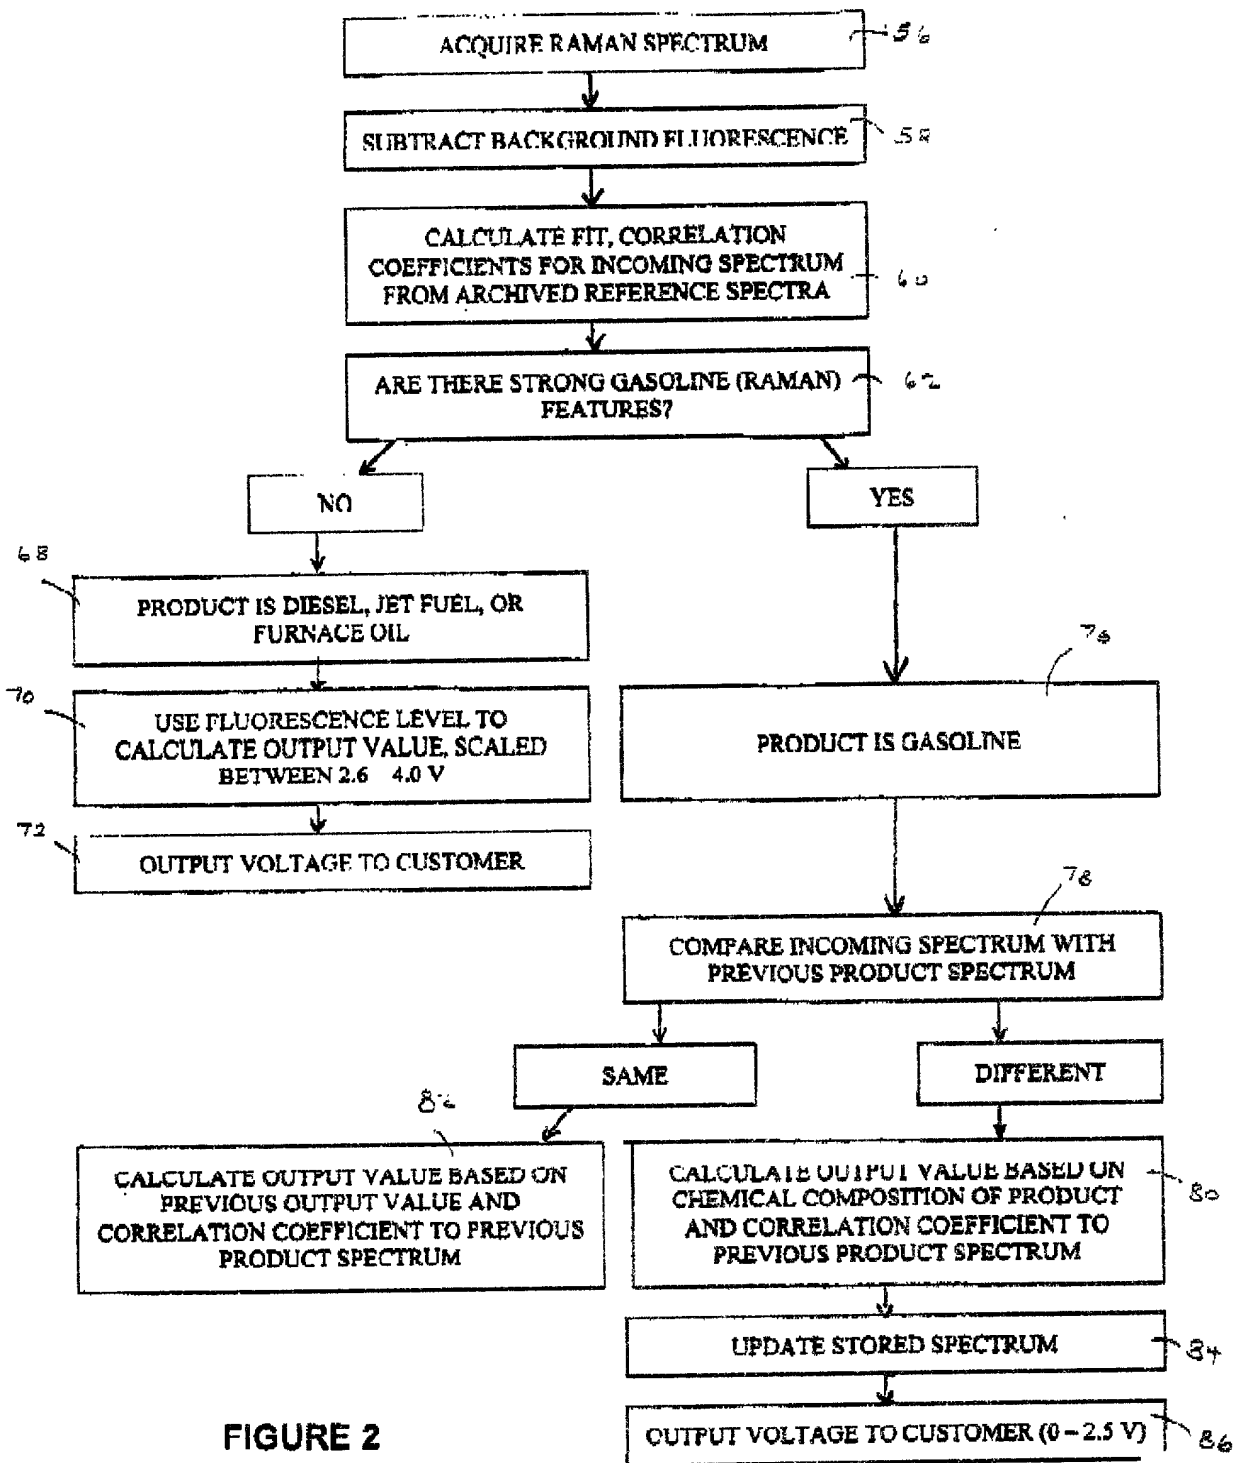 ACQUIRE RAMAN SPECTRUM
56
SUBTRACT BACKGROUND FLUORESCENCE
58
CALCULATE FIT, CORRELATION
COEFFICIENTS FOR INCOMING SPECTRUM
FROM ARCHIVED REFERENCE SPECTRA
60
ARE THERE STRONG GASOLINE (RAMAN)
FEATURES?
62
NO
YES
68
PRODUCT IS DIESEL, JET FUEL, OR
FURNACE OIL
70
USE FLUORESCENCE LEVEL TO
CALCULATE OUTPUT VALUE, SCALED
BETWEEN 2.6 4.0 V
72
OUTPUT VOLTAGE TO CUSTOMER
PRODUCT IS GASOLINE
78
COMPARE INCOMING SPECTRUM WITH
PREVIOUS PRODUCT SPECTRUM
SAME
DIFFERENT
82
CALCULATE OUTPUT VALUE BASED ON
PREVIOUS OUTPUT VALUE AND
CORRELATION COEFFICIENT TO PREVIOUS
PRODUCT SPECTRUM
CALCULATE OUTPUT VALUE BASED ON
CHEMICAL COMPOSITION OF PRODUCT
AND CORRELATION COEFFICIENT TO
PREVIOUS PRODUCT SPECTRUM
80
UPDATE STORED SPECTRUM
84
OUTPUT VOLTAGE TO CUSTOMER (0 – 2.5 V)
86
FIGURE 2